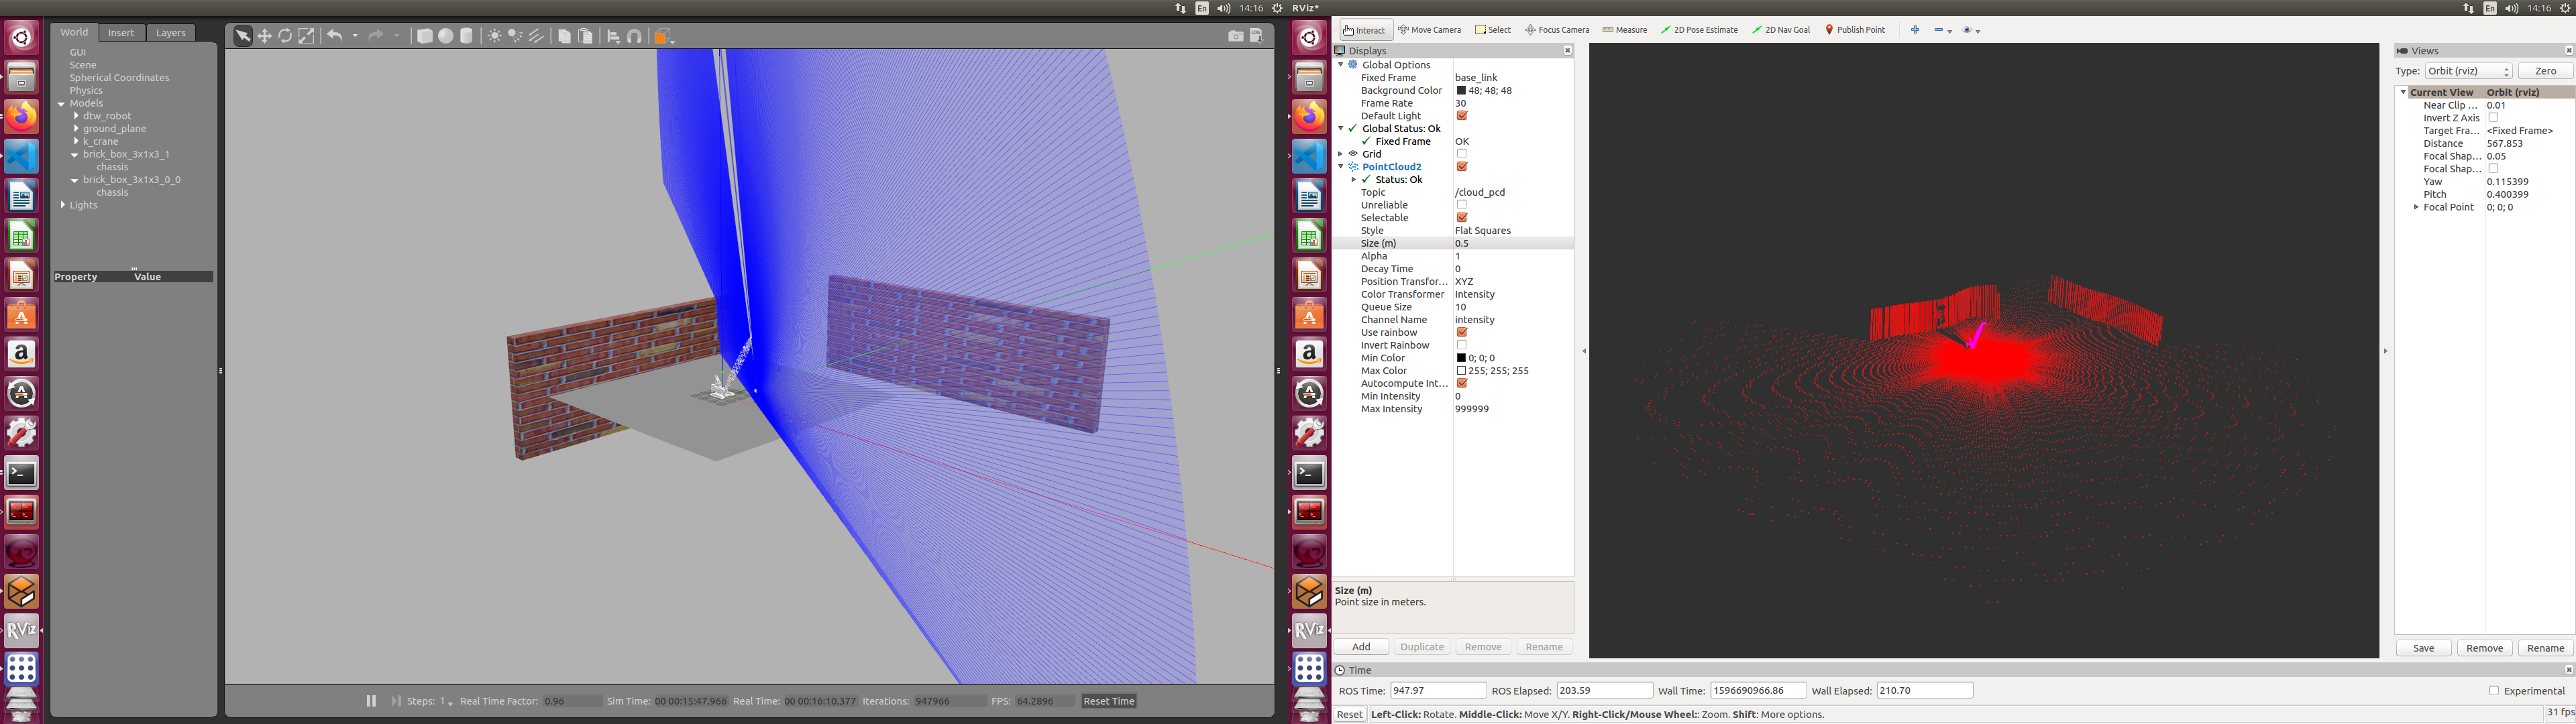 En 14:16
World Insert Layers
GUI
Scene
Spherical Coordinates
Physics
Models
dtw_robot
ground_plane
k_crane
brick_box_3x1x3_1
chassis
brick_box_3x1x3_0_0
chassis
Lights
Property Value
LOG
Steps: 1 Real Time Factor: 0.96 Sim Time: 00 00:15:47.966 Real Time: 00 00:16:10.377 Iterations: 947966 FPS: 64.2896 Reset Time
RViz
RViz* En 14:16
Interact Move Camera Select Focus Camera Measure 2D Pose Estimate 2D Nav Goal Publish Point
Displays
Global Options
Fixed Frame base_link
Background Color 48; 48; 48
Frame Rate 30
Default Light
Global Status: Ok
Fixed Frame OK
Grid
PointCloud2
Status: Ok
Topic /cloud_pcd
Unreliable
Selectable
Style Flat Squares
Size (m) 0.5
Alpha 1
Decay Time 0
Position Transfor... XYZ
Color Transformer Intensity
Queue Size 10
Channel Name intensity
Use rainbow
Invert Rainbow
Min Color 0; 0; 0
Max Color 255; 255; 255
Autocompute Int...
Min Intensity 0
Max Intensity 999999
Size (m)
Point size in meters.
Add Duplicate Remove Rename
RViz
Views
Type: Orbit (rviz) Zero
Current View Orbit (rviz)
Near Clip ... 0.01
Invert Z Axis
Target Fra... <Fixed Frame>
Distance 567.853
Focal Shap... 0.05
Focal Shap...
Yaw 0.115399
Pitch 0.400399
Focal Point 0; 0; 0
Save Remove Rename
Time
ROS Time: 947.97 ROS Elapsed: 203.59 Wall Time: 1596690966.86 Wall Elapsed: 210.70 Experimental
Reset Left-Click: Rotate. Middle-Click: Move X/Y. Right-Click/Mouse Wheel:: Zoom. Shift: More options. 31 fps